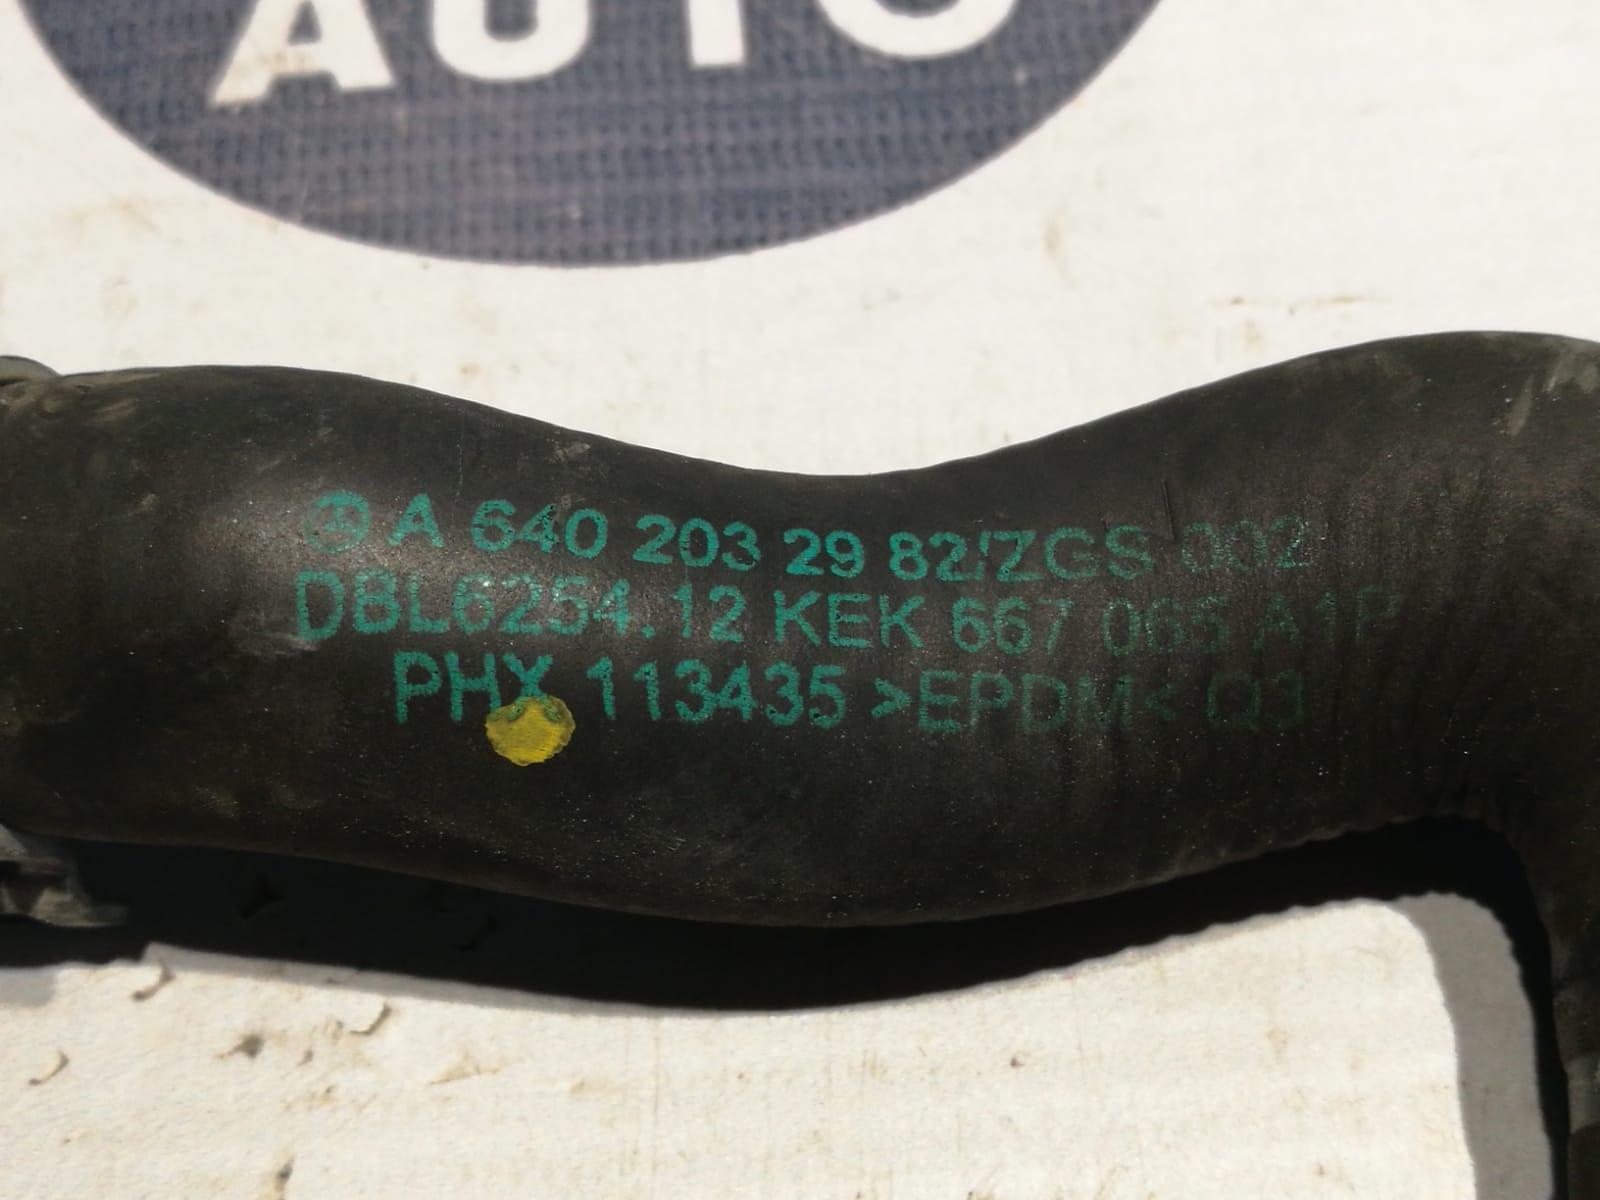 AUTO
A 640 203 29 82/ZGS 002
DBL6254.12 KEK 667 065 A1P
PHX 113435 >EPDM< Q3